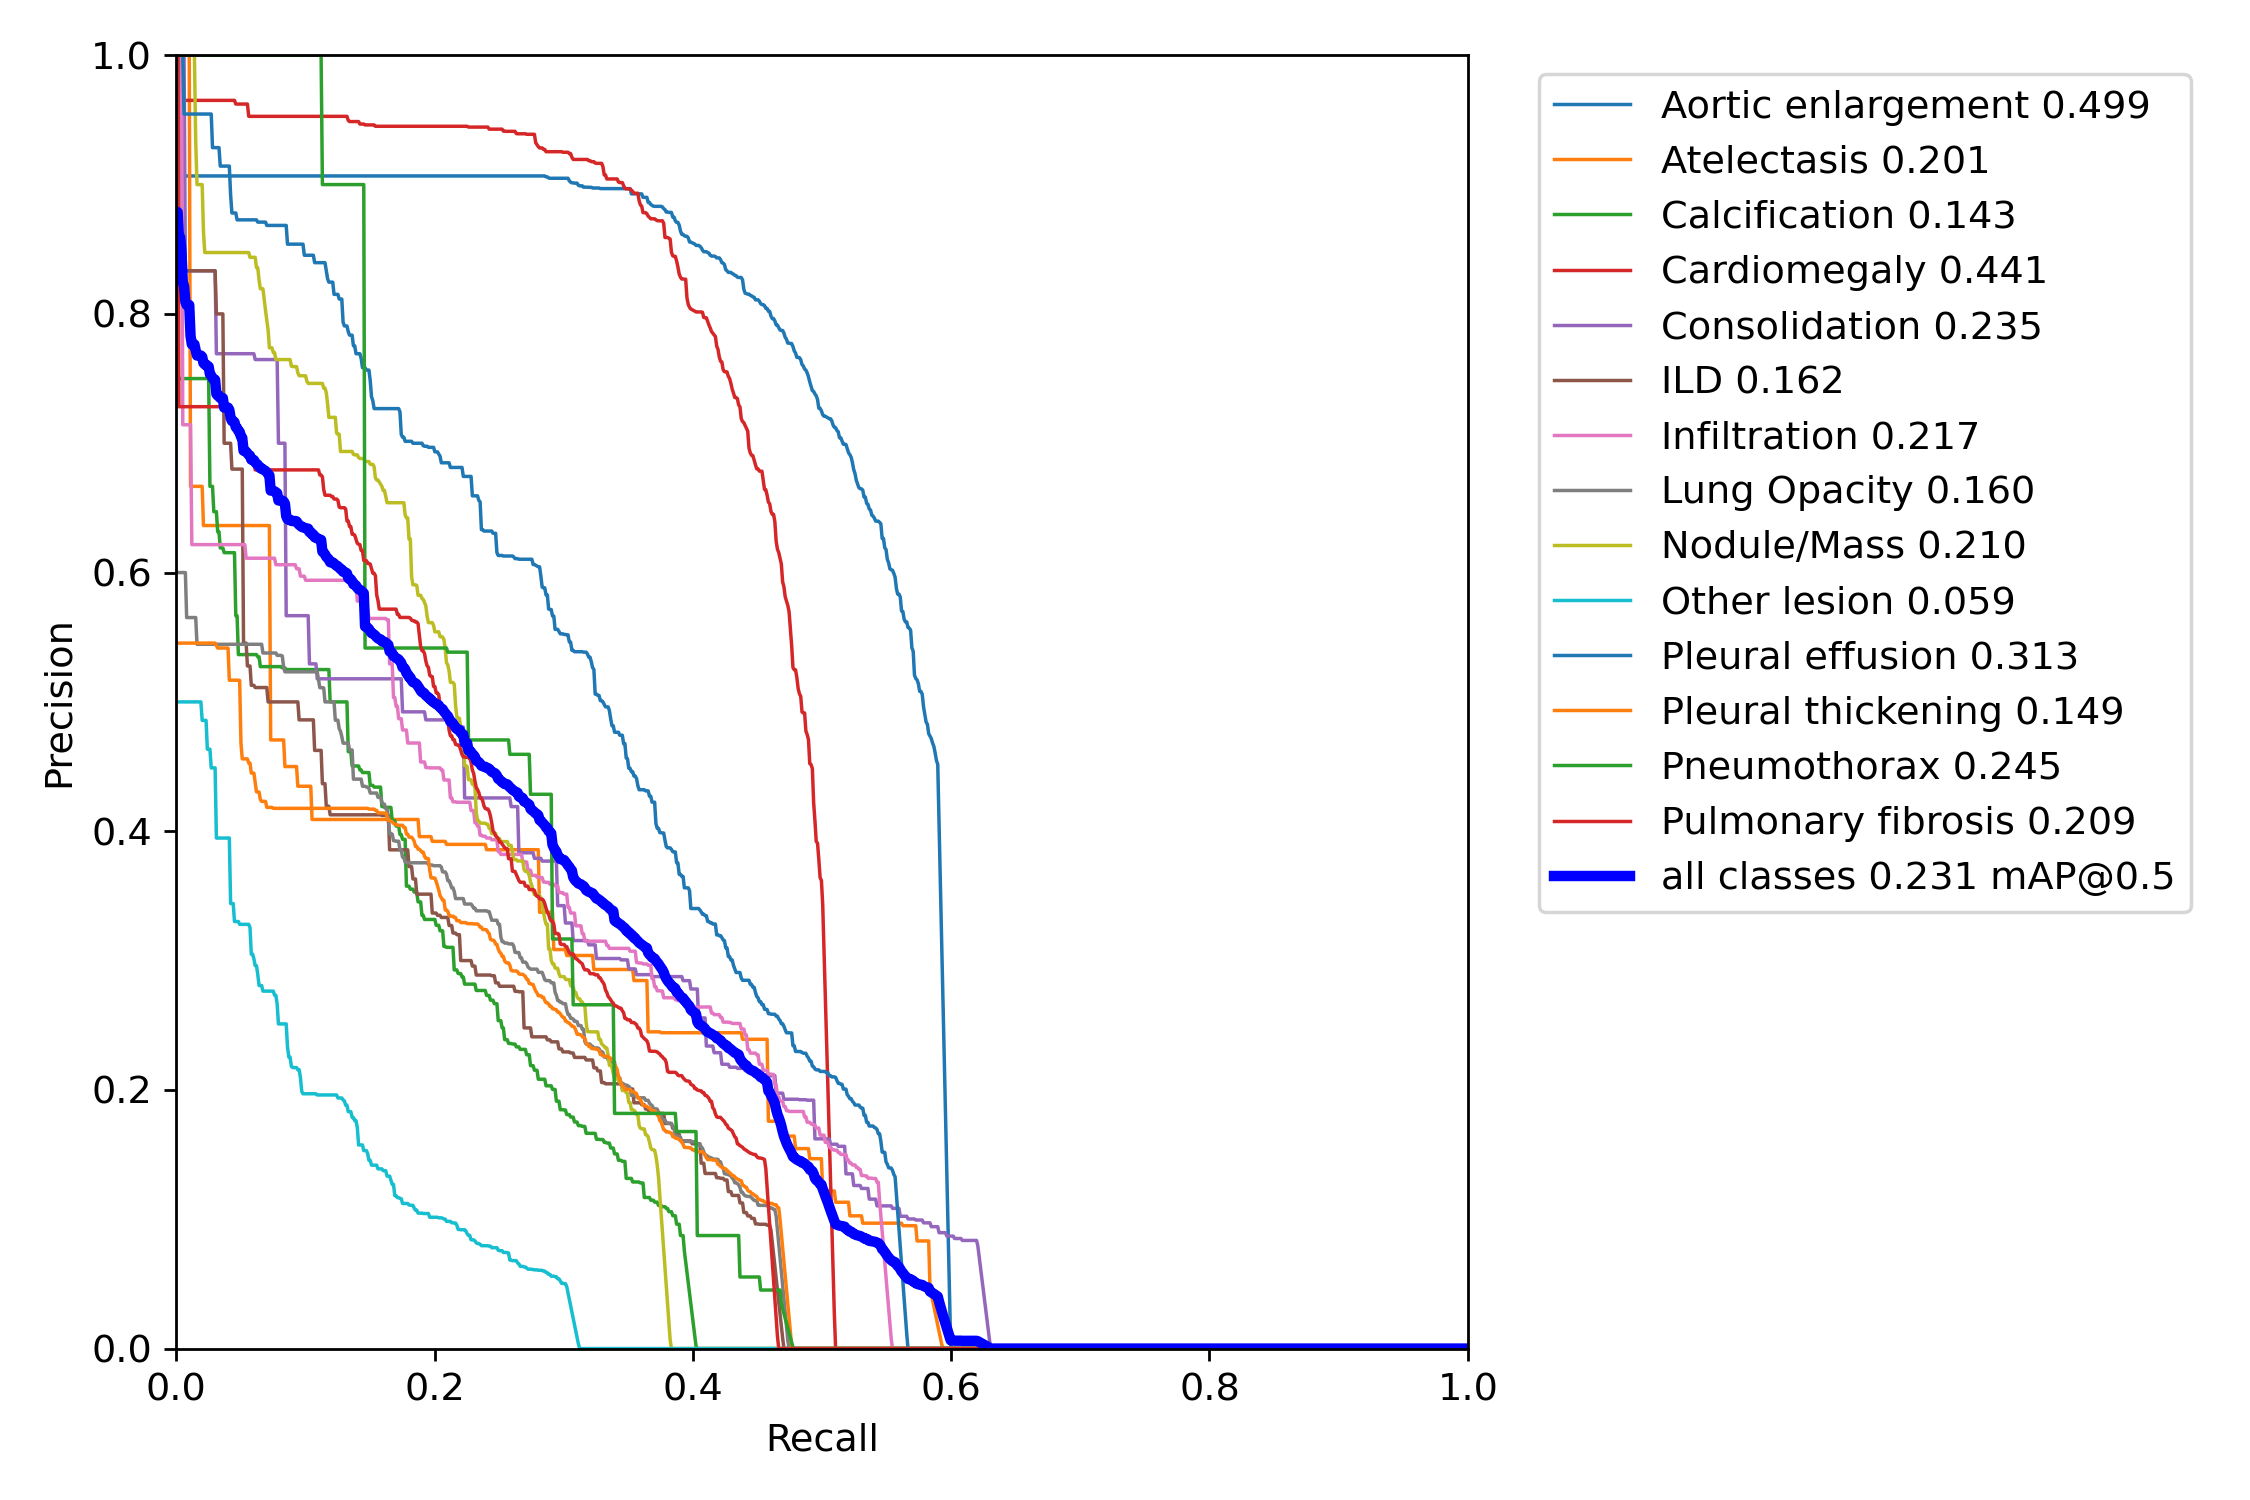 1.0
0.8
0.6
0.4
0.2
0.0
Precision
0.0 0.2 0.4 0.6 0.8 1.0
Recall
Aortic enlargement 0.499
Atelectasis 0.201
Calcification 0.143
Cardiomegaly 0.441
Consolidation 0.235
ILD 0.162
Infiltration 0.217
Lung Opacity 0.160
Nodule/Mass 0.210
Other lesion 0.059
Pleural effusion 0.313
Pleural thickening 0.149
Pneumothorax 0.245
Pulmonary fibrosis 0.209
all classes 0.231 mAP@0.5